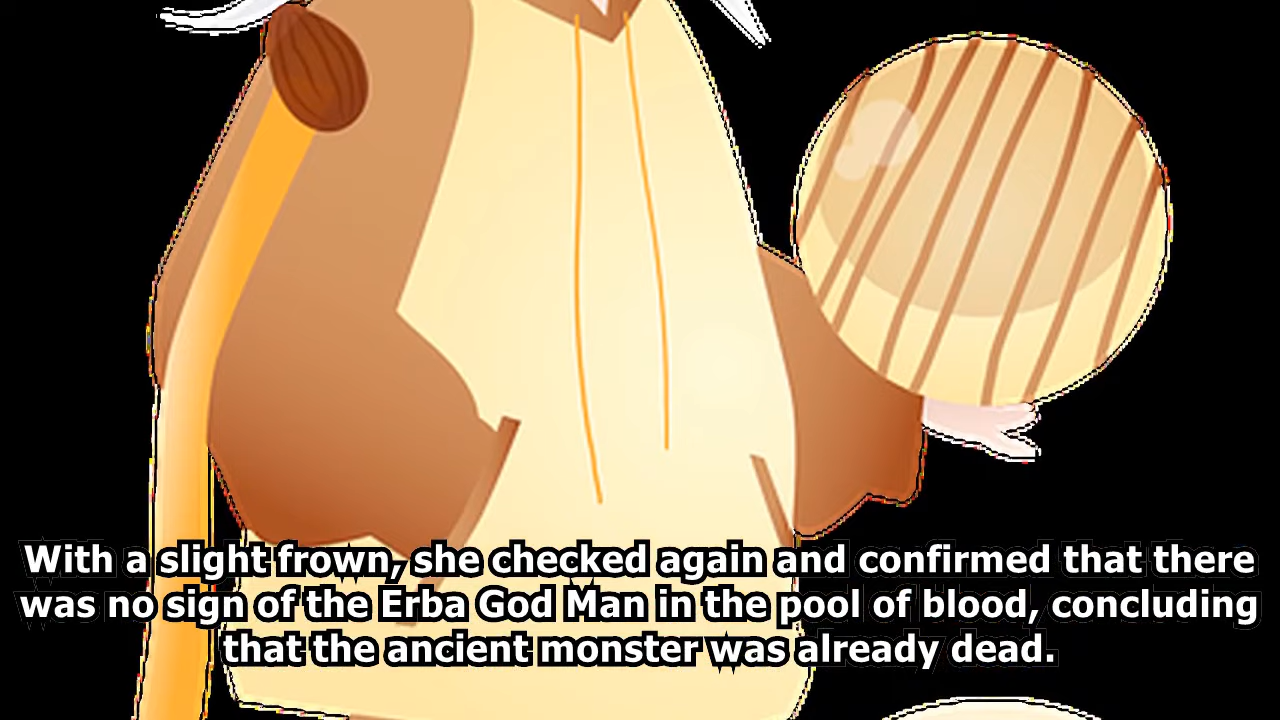 With a slight frown, she checked again and confirmed that there
was no sign of the Erba God Man in the pool of blood, concluding
that the ancient monster was already dead.